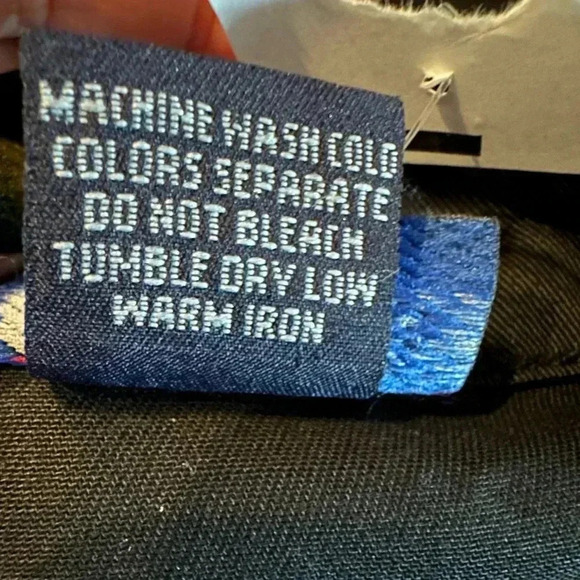 MACHINE WASH COLD
COLORS SEPARATE
DO NOT BLEACH
TUMBLE DRY LOW
WARM IRON